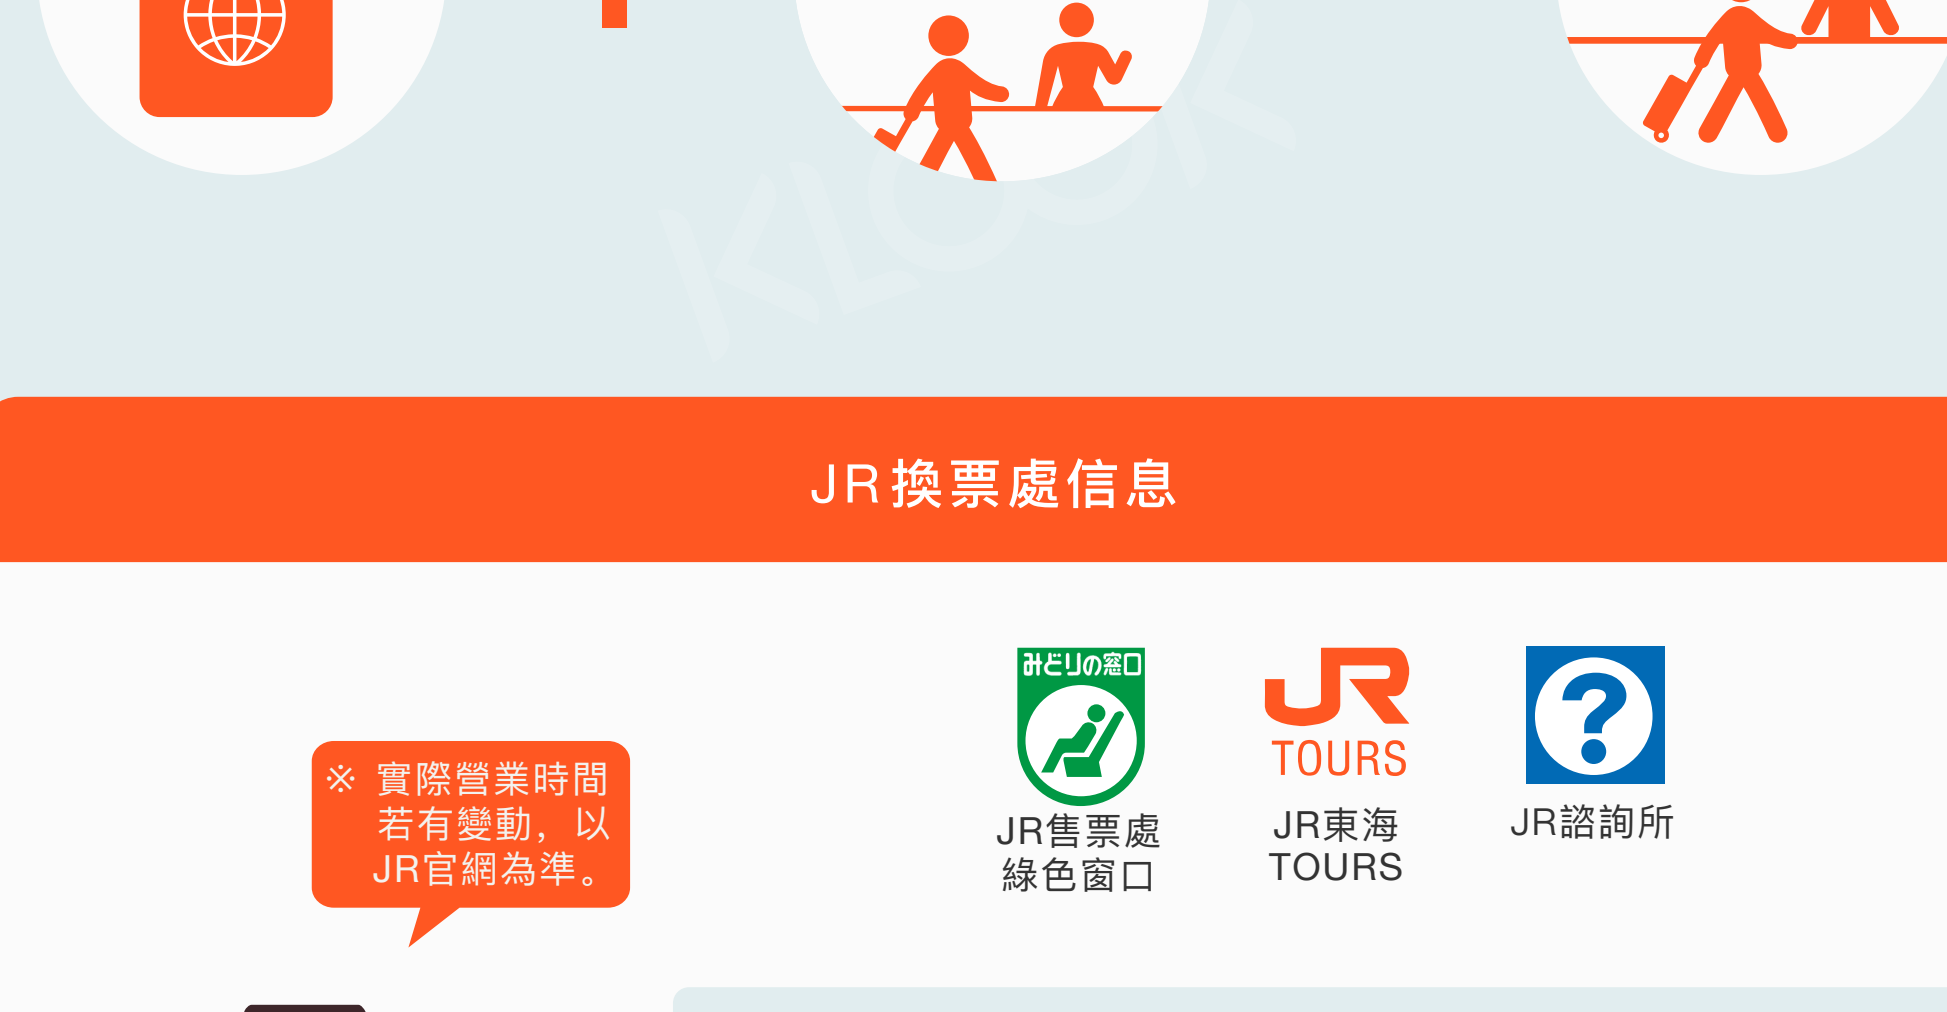 KLOOK
JR換票處信息
みどりの窓口
TOURS
JR售票處
綠色窗口
JR東海
TOURS
JR諮詢所
※ 實際營業時間
若有變動，以
JR官網為準。